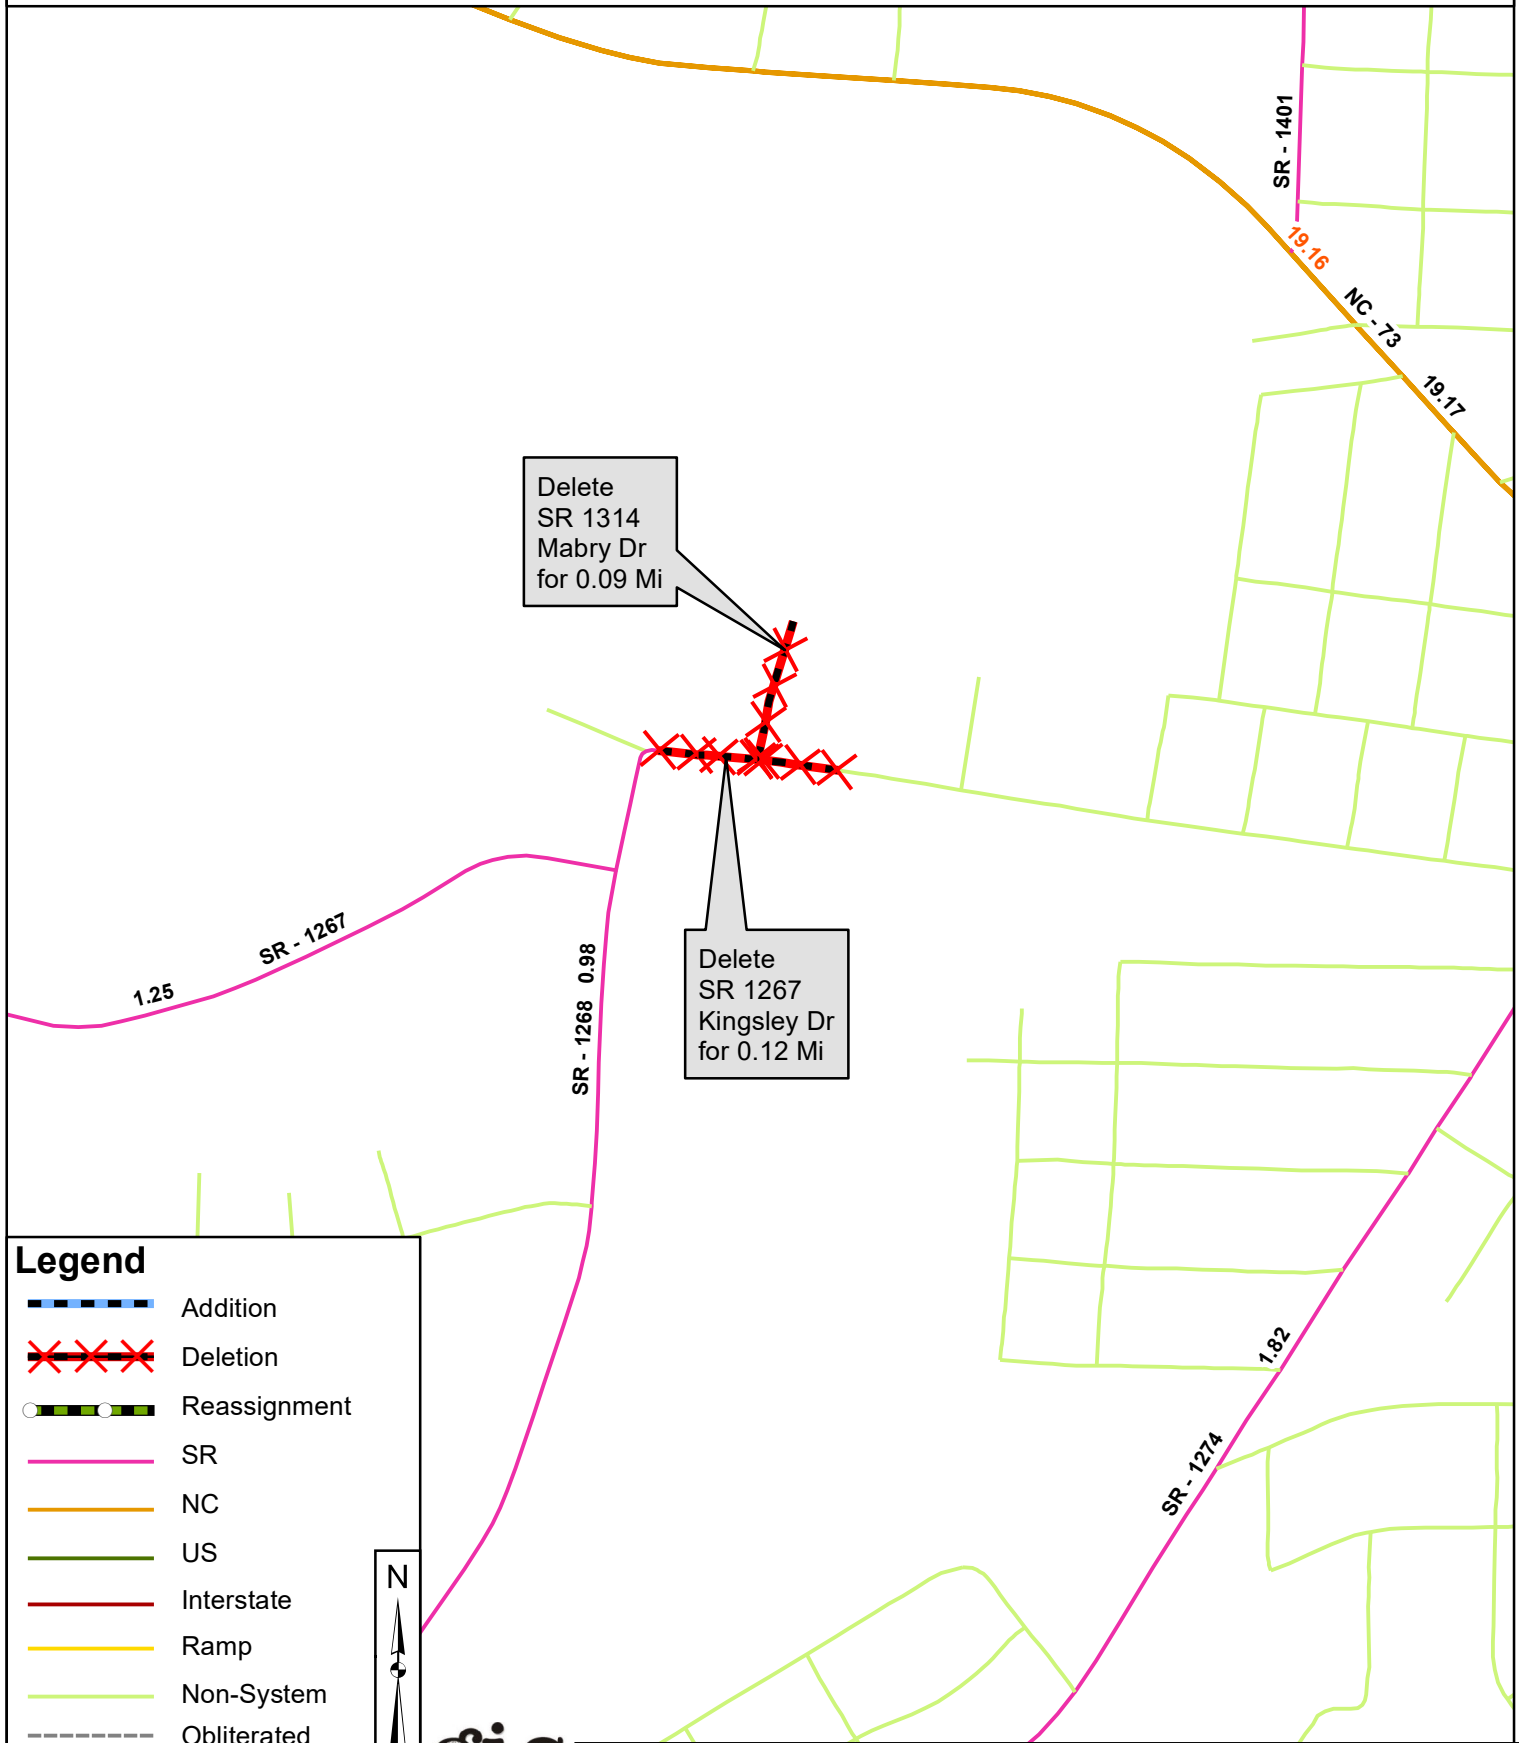 SR - 1401
19.16
NC - 73
19.17
Delete
SR 1314
Mabry Dr
for 0.09 Mi
SR - 1267
1.25
SR - 1268 0.98
Delete
SR 1267
Kingsley Dr
for 0.12 Mi
1.82
SR - 1274
Legend
Addition
Deletion
Reassignment
SR
NC
US
Interstate
Ramp
Non-System
Obliterated
N